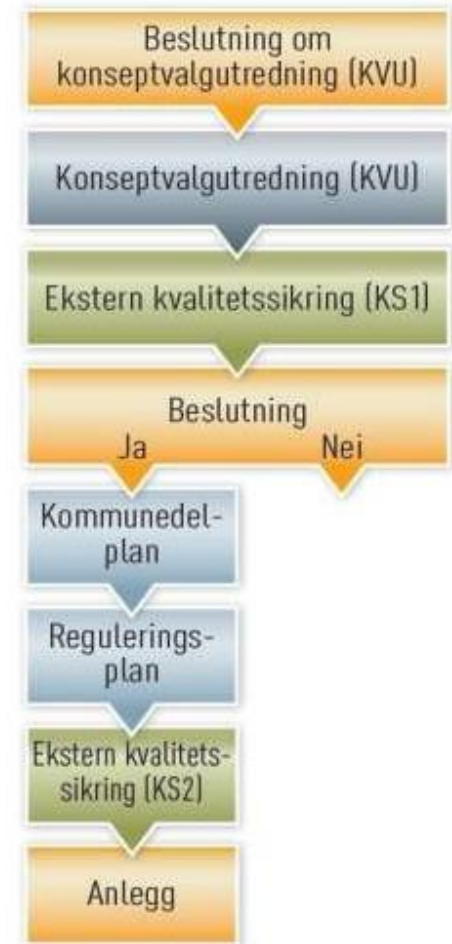 Beslutning om
konseptvalgutredning (KVU)
Konseptvalgutredning (KVU)
Ekstern kvalitetssikring (KS1)
Beslutning
Ja Nei
Kommunedel-
plan
Regulerings-
plan
Ekstern kvalitets-
sikring (KS2)
Anlegg